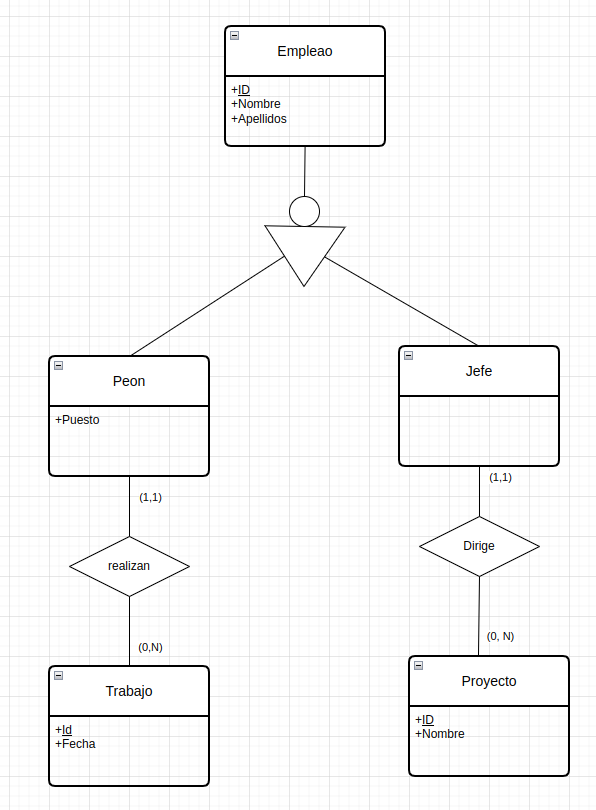 Empleao
+ID
+Nombre
+Apellidos
Peon
+Puesto
Jefe
(1,1)
(1,1)
realizan
Dirige
(0,N)
(0, N)
Trabajo
+Id
+Fecha
Proyecto
+ID
+Nombre